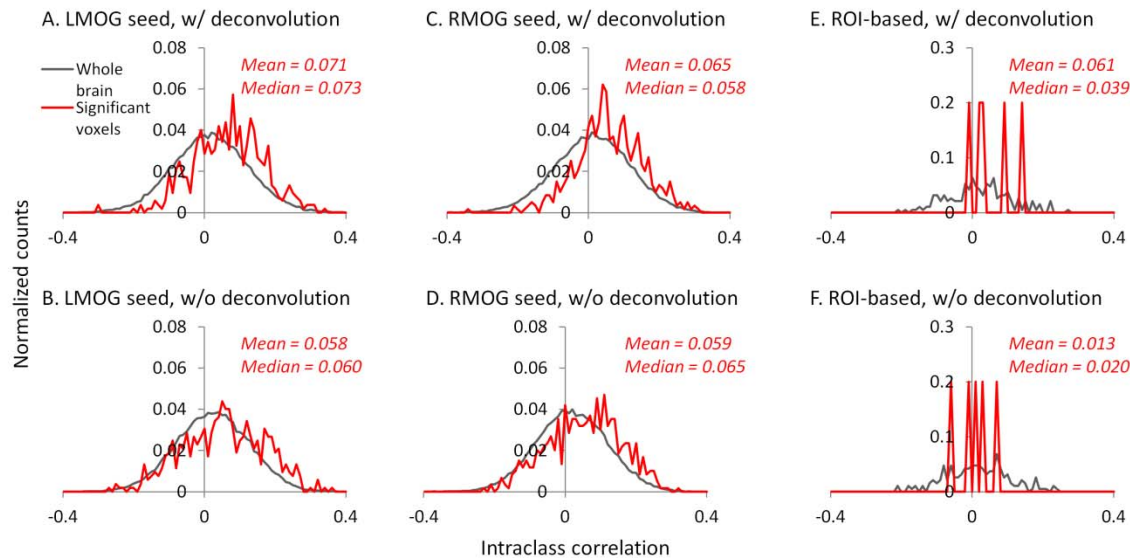 A. LMOG seed, w/ deconvolution
0.08
0.06
0.04
0.02
0
-0.4
0
0.4
Whole
brain
Significant
voxels
Mean = 0.071
Median = 0.073
C. RMOG seed, w/ deconvolution
0.08
0.06
0.04
0.02
0
-0.4
0
0.4
Mean = 0.065
Median = 0.058
E. ROI-based, w/ deconvolution
0.3
0.2
0.1
0
-0.4
0
0.4
Mean = 0.061
Median = 0.039
Normalized counts
B. LMOG seed, w/o deconvolution
0.08
0.06
0.04
0.02
0
-0.4
0
0.4
Mean = 0.058
Median = 0.060
D. RMOG seed, w/o deconvolution
0.08
0.06
0.04
0.02
0
-0.4
0
0.4
Mean = 0.059
Median = 0.065
F. ROI-based, w/o deconvolution
0.3
0.2
0.1
0
-0.4
0
0.4
Mean = 0.013
Median = 0.020
Intraclass correlation